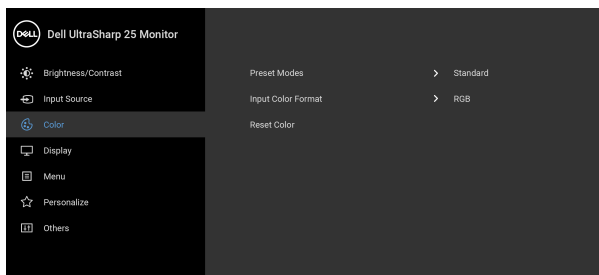 DELL Dell UltraSharp 25 Monitor
Brightness/Contrast Preset Modes Standard
Input Source Input Color Format RGB
Color Reset Color
Display
Menu
Personalize
Others